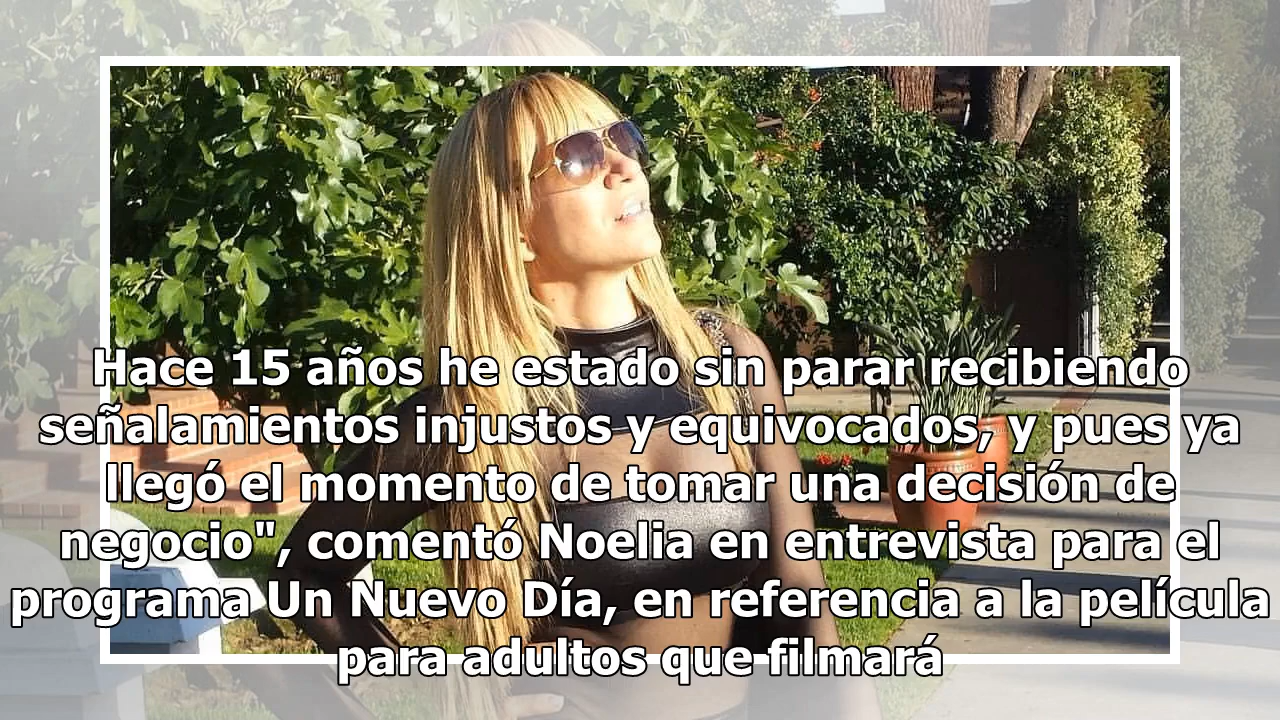 Hace 15 años he estado sin parar recibiendo
señalamientos injustos y equivocados, y pues ya
llegó el momento de tomar una decisión de
negocio", comentó Noelia en entrevista para el
programa Un Nuevo Día, en referencia a la película
para adultos que filmará